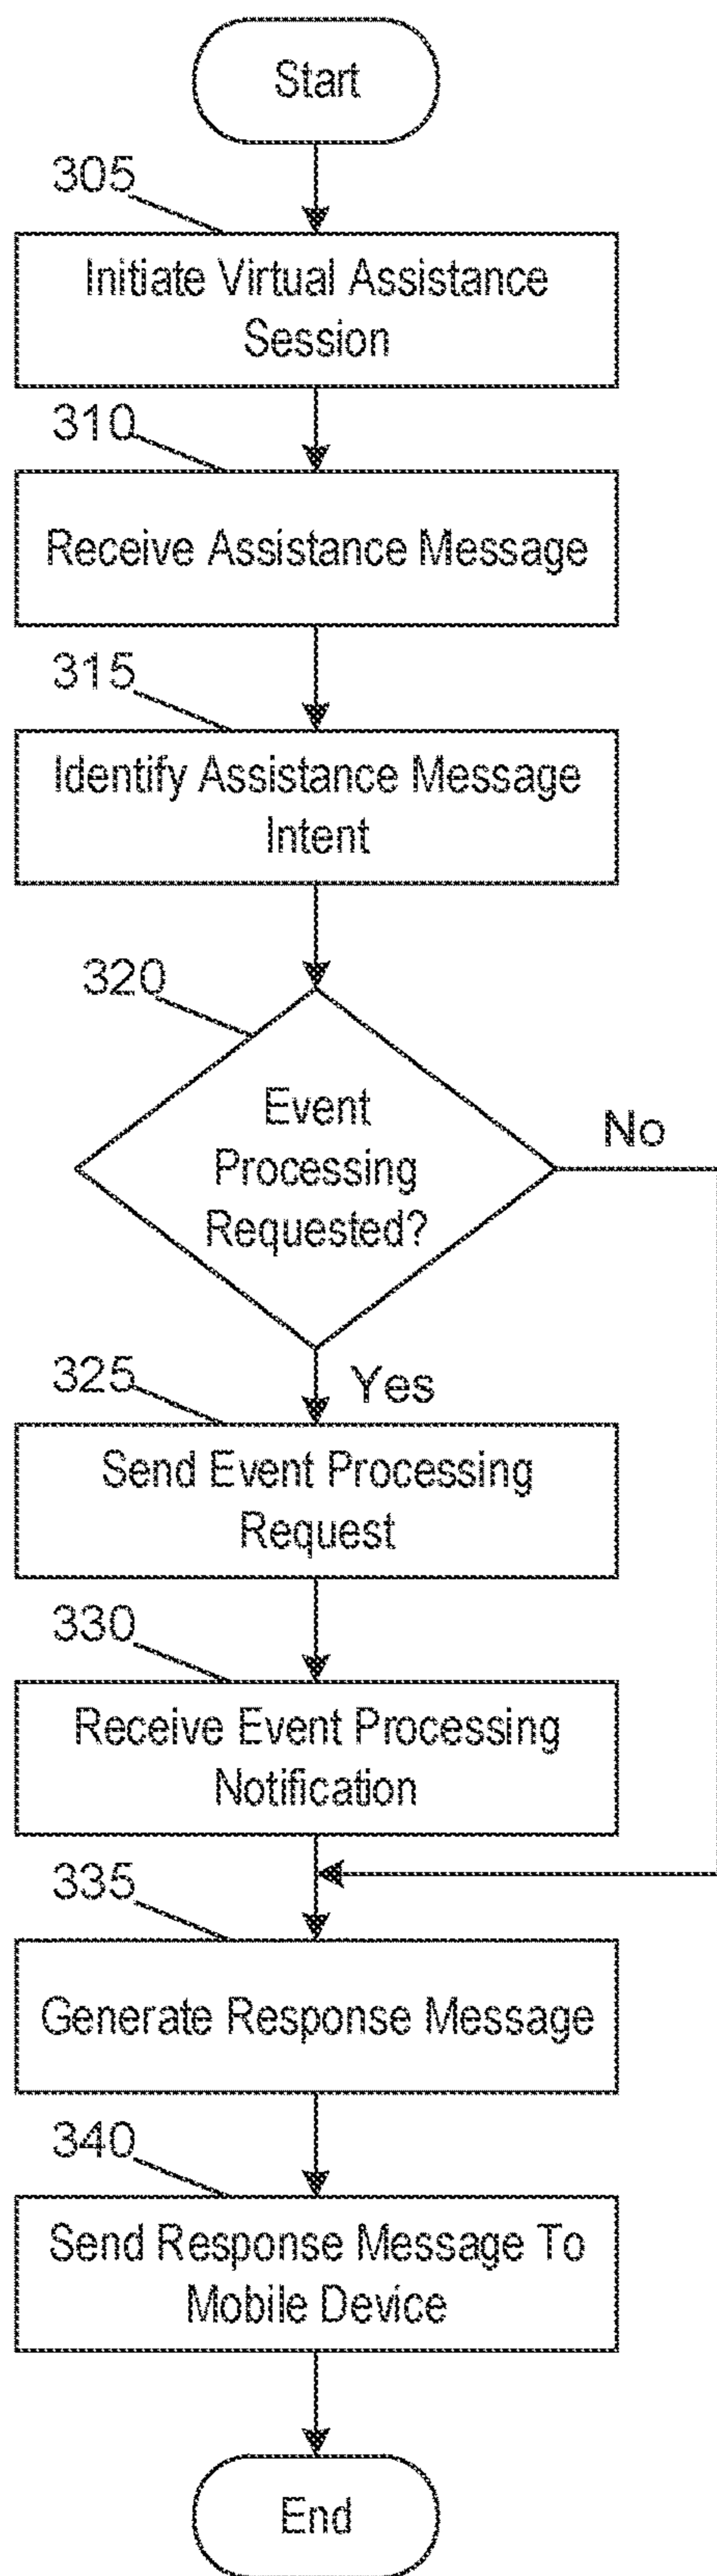 Start
305
Initiate Virtual Assistance
Session
310
Receive Assistance Message
315
Identify Assistance Message
Intent
320
Event
Processing
Requested?
No
Yes
325
Send Event Processing
Request
330
Receive Event Processing
Notification
335
Generate Response Message
340
Send Response Message To
Mobile Device
End